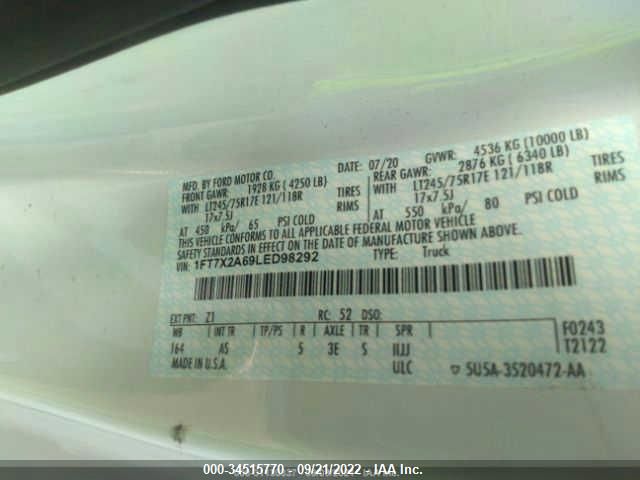 MFD. BY FORD MOTOR CO.
DATE: 07/20 GVWR: 4536 KG (10000 LB)
FRONT GAWR: 1928 KG (4250 LB) REAR GAWR: 2876 KG (6340 LB)
WITH LT245/75R17E 121/118R TIRES WITH LT245/75R17E 121/118R TIRES
17x7.5J RIMS 17x7.5J RIMS
AT 450 kPa/ 65 PSI COLD AT 550 kPa/ 80 PSI COLD
THIS VEHICLE CONFORMS TO ALL APPLICABLE FEDERAL MOTOR VEHICLE
SAFETY STANDARDS IN EFFECT ON THE DATE OF MANUFACTURE SHOWN ABOVE.
VIN: 1FT7X2A69LED98292 TYPE: Truck
EXT PNT: Z1 RC: 52 DSO: F0243
WB INT TR TP/PS R AXLE TR SPR T2122
164 AS 5 3E S IIJJ
MADE IN U.S.A. ULC 5U5A-3520472-AA
000-34515770 - 09/21/2022 - IAA Inc.